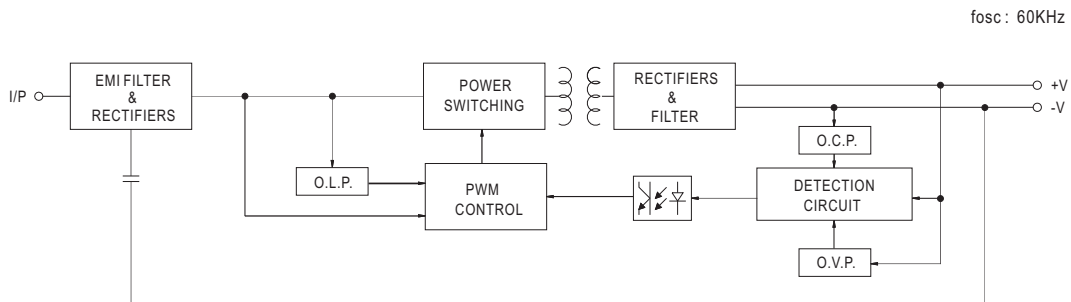 fosc : 60KHz
I/P
EMI FILTER
&
RECTIFIERS
POWER
SWITCHING
RECTIFIERS
&
FILTER
+V
-V
O.C.P.
O.L.P.
PWM
CONTROL
DETECTION
CIRCUIT
O.V.P.